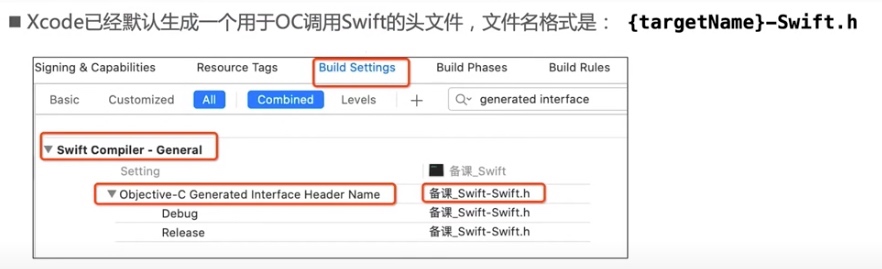 ■ Xcode已经默认生成一个用于OC调用Swift的头文件，文件名格式是： {targetName}-Swift.h
Signing & Capabilities Resource Tags Build Settings Build Phases Build Rules
Basic Customized All Combined Levels + generated interface
Swift Compiler - General
Setting 备课_Swift
Objective-C Generated Interface Header Name 备课_Swift-Swift.h
Debug 备课_Swift-Swift.h
Release 备课_Swift-Swift.h